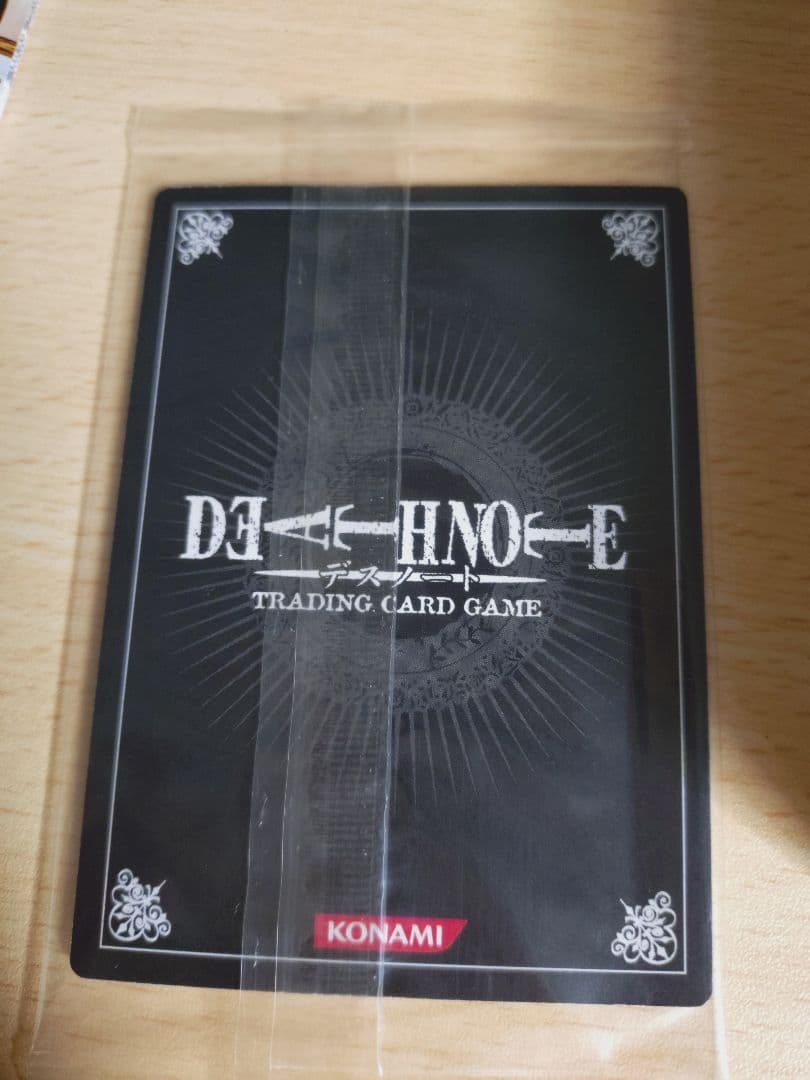 DEATH NOTE
デスノート
TRADING CARD GAME
KONAMI